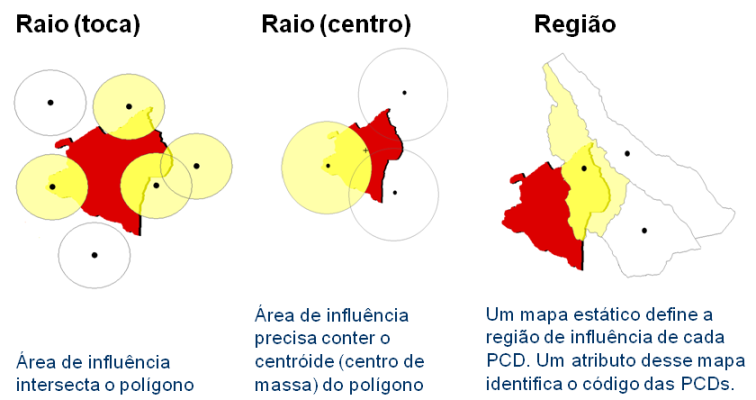 Raio (toca)
Raio (centro)
Região
Área de influência
intersecta o polígono
Área de influência
precisa conter o
centróide (centro de
massa) do polígono
Um mapa estático define a
região de influência de cada
PCD. Um atributo desse mapa
identifica o código das PCDs.